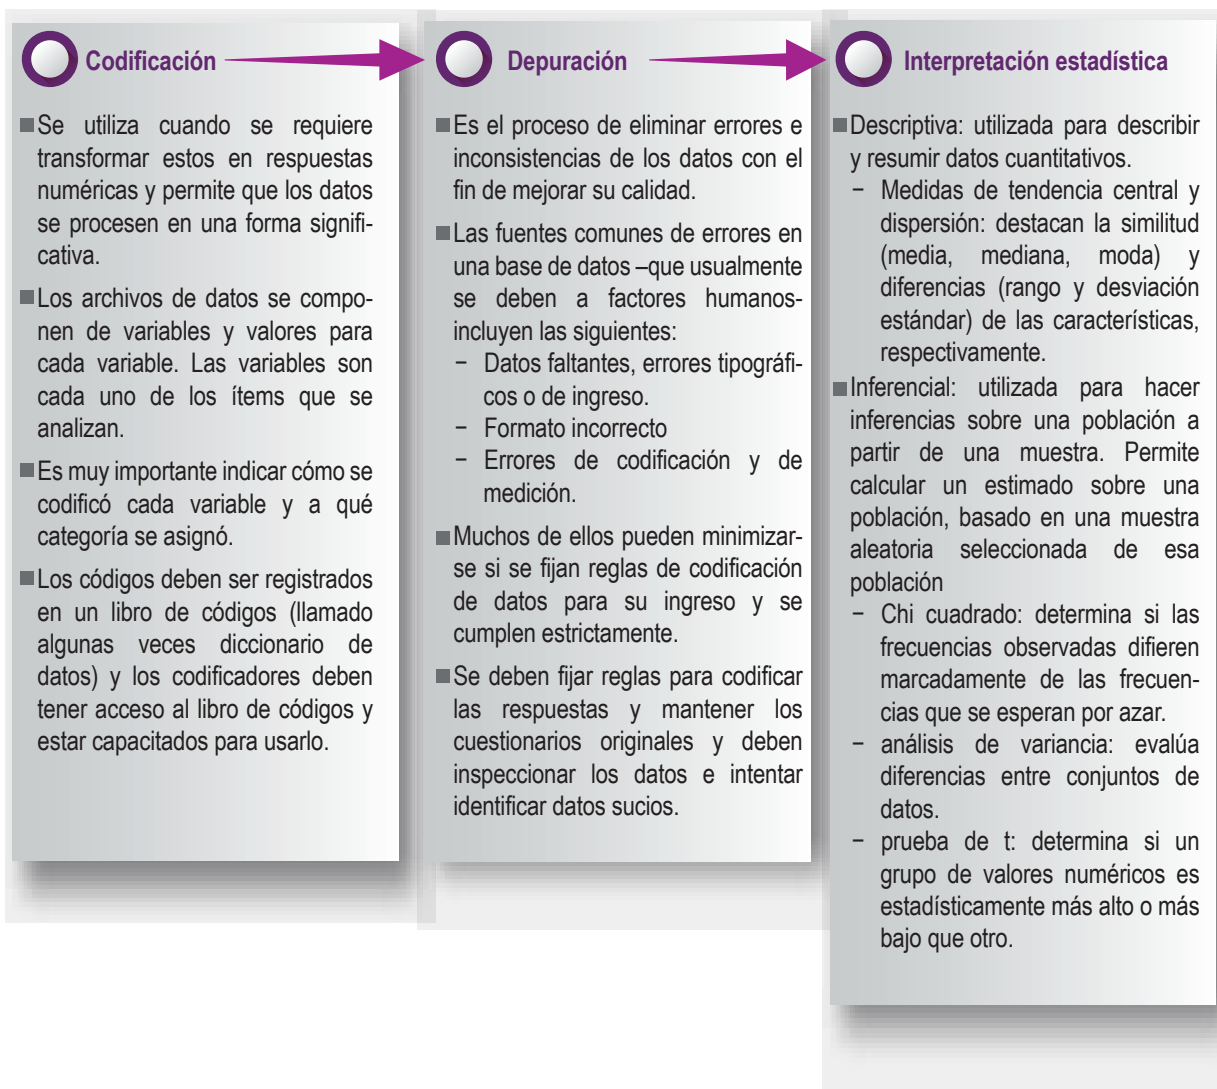 Codificación
Se utiliza cuando se requiere
transformar estos en respuestas
numéricas y permite que los datos
se procesen en una forma signifi-
cativa.
Los archivos de datos se compo-
nen de variables y valores para
cada variable. Las variables son
cada uno de los ítems que se
analizan.
Es muy importante indicar cómo se
codificó cada variable y a qué
categoría se asignó.
Los códigos deben ser registrados
en un libro de códigos (llamado
algunas veces diccionario de
datos) y los codificadores deben
tener acceso al libro de códigos y
estar capacitados para usarlo.
Depuración
Es el proceso de eliminar errores e
inconsistencias de los datos con el
fin de mejorar su calidad.
Las fuentes comunes de errores en
una base de datos –que usualmente
se deben a factores humanos-
incluyen las siguientes:
− Datos faltantes, errores tipográfi-
cos o de ingreso.
− Formato incorrecto
− Errores de codificación y de
medición.
Muchos de ellos pueden minimizar-
se si se fijan reglas de codificación
de datos para su ingreso y se
cumplen estrictamente.
Se deben fijar reglas para codificar
las respuestas y mantener los
cuestionarios originales y deben
inspeccionar los datos e intentar
identificar datos sucios.
Interpretación estadística
Descriptiva: utilizada para describir
y resumir datos cuantitativos.
− Medidas de tendencia central y
dispersión: destacan la similitud
(media, mediana, moda) y
diferencias (rango y desviación
estándar) de las características,
respectivamente.
Inferencial: utilizada para hacer
inferencias sobre una población a
partir de una muestra. Permite
calcular un estimado sobre una
población, basado en una muestra
aleatoria seleccionada de esa
población
− Chi cuadrado: determina si las
frecuencias observadas difieren
marcadamente de las frecuen-
cias que se esperan por azar.
− análisis de variancia: evalúa
diferencias entre conjuntos de
datos.
− prueba de t: determina si un
grupo de valores numéricos es
estadísticamente más alto o más
bajo que otro.